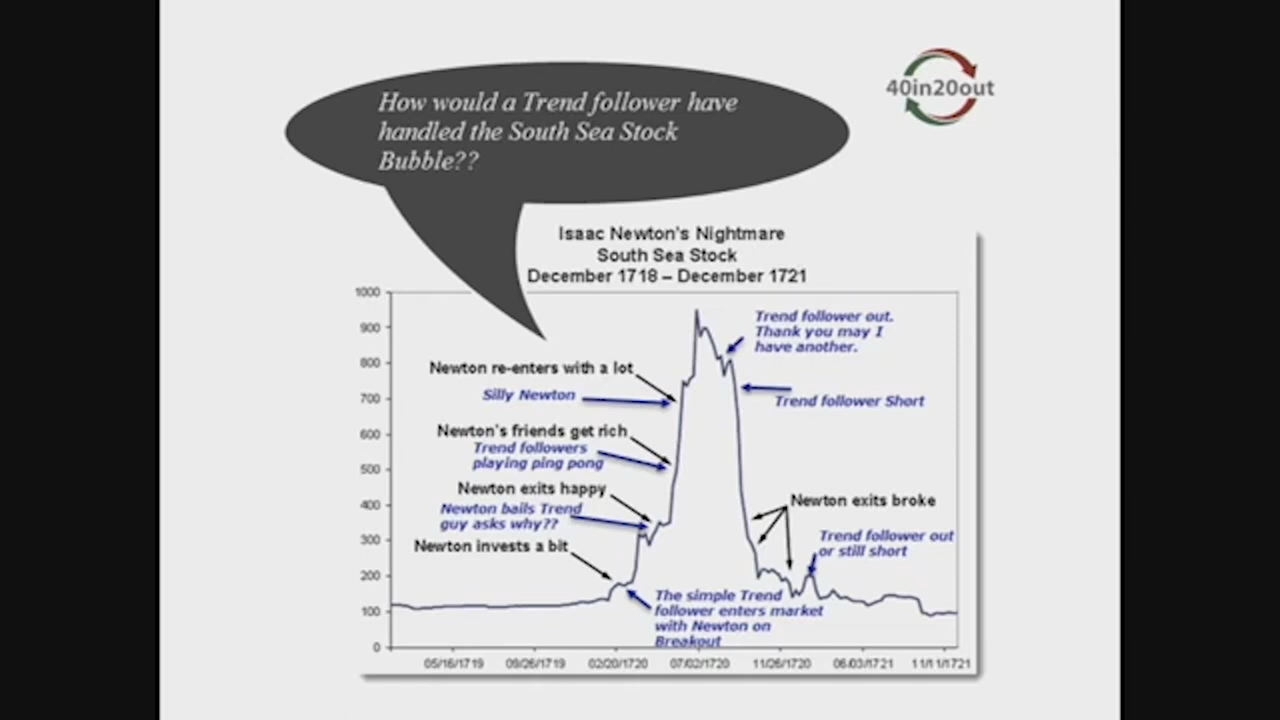 How would a Trend follower have
handled the South Sea Stock
Bubble??
40in20out
Isaac Newton's Nightmare
South Sea Stock
December 1718 – December 1721
1000
900
800
700
600
500
400
300
200
100
0
Trend follower out.
Thank you may I
have another.
Newton re-enters with a lot
Silly Newton
Trend follower Short
Newton's friends get rich
Trend followers
playing ping pong
Newton exits happy
Newton bails Trend
guy asks why??
Newton exits broke
Newton invests a bit
Trend follower out
or still short
The simple Trend
follower enters market
with Newton on
Breakout
05/16/1719
09/26/1719
02/20/1720
07/02/1720
11/26/1720
06/03/1721
11/11/1721